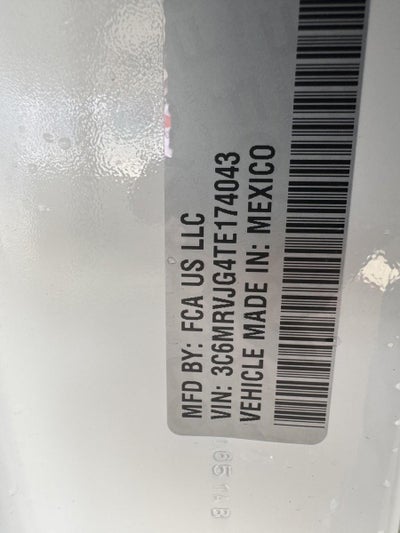 MFD BY: FCA US LLC
VIN: 3C6MRVJG4TE174043
VEHICLE MADE IN: MEXICO